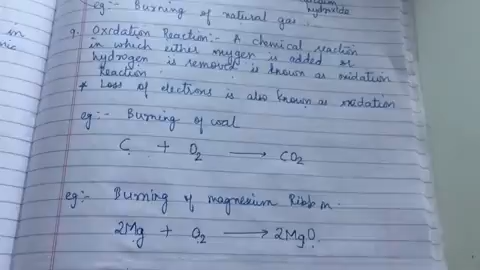 hydroxide
eg:- Burning of natural gas.
in
9. Oxidation Reaction:- A chemical reaction
in which either oxygen is added or
hydrogen is removed is known as oxidation
Reaction.
* Loss of electrons is also known as oxidation
eg:- Burning of coal
C + O₂ ⟶ CO₂
eg:- Burning of magnesium Ribbon.
2Mg + O₂ ⟶ 2MgO